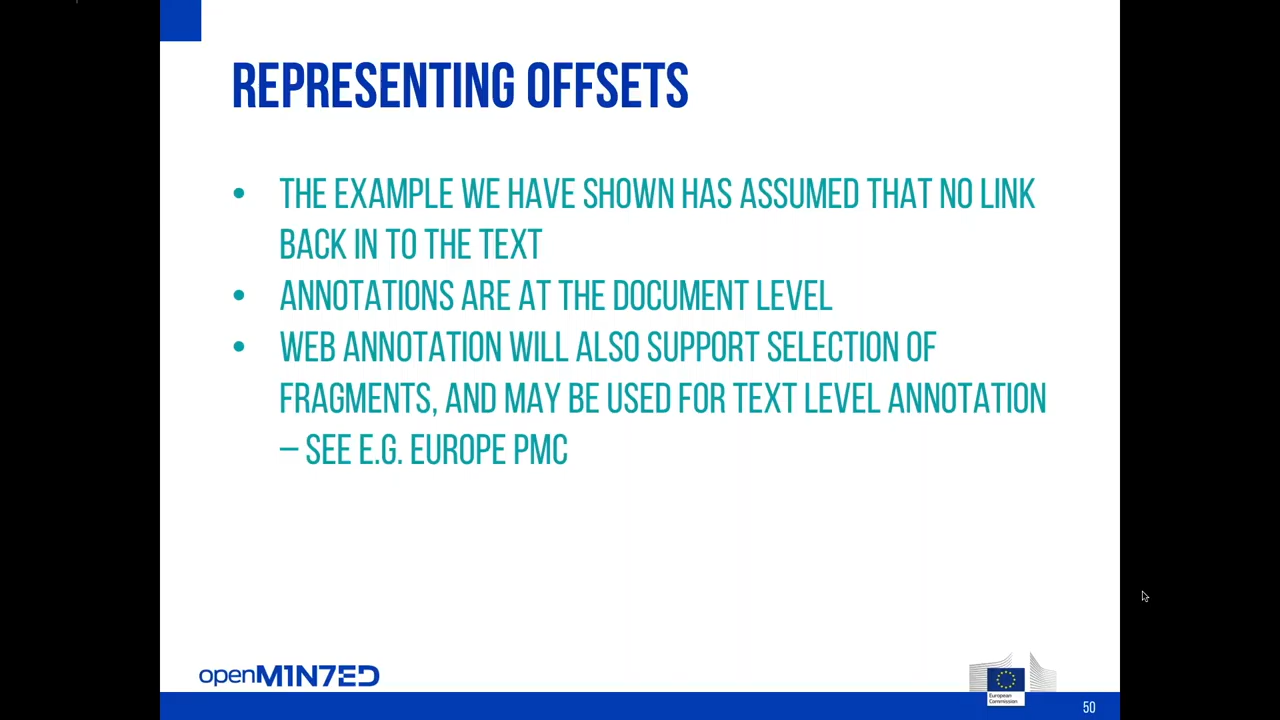 REPRESENTING OFFSETS
• THE EXAMPLE WE HAVE SHOWN HAS ASSUMED THAT NO LINK
BACK IN TO THE TEXT
• ANNOTATIONS ARE AT THE DOCUMENT LEVEL
• WEB ANNOTATION WILL ALSO SUPPORT SELECTION OF
FRAGMENTS, AND MAY BE USED FOR TEXT LEVEL ANNOTATION
– SEE E.G. EUROPE PMC
openM1N7ED
European
Commission
50